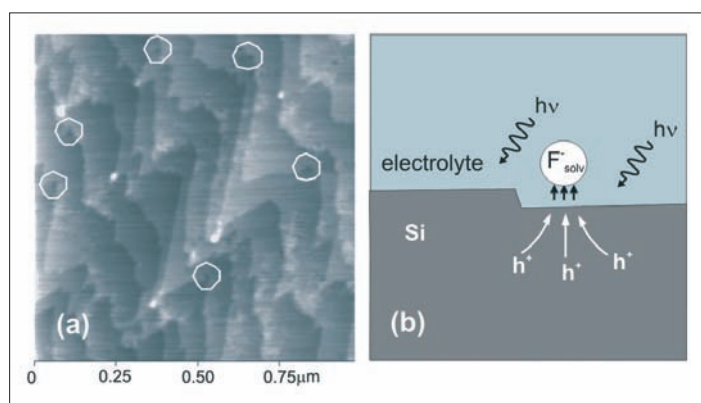 (a)
0 0.25 0.50 0.75µm
hν
hν
electrolyte
F⁻solv
Si
h⁺ h⁺ h⁺
(b)